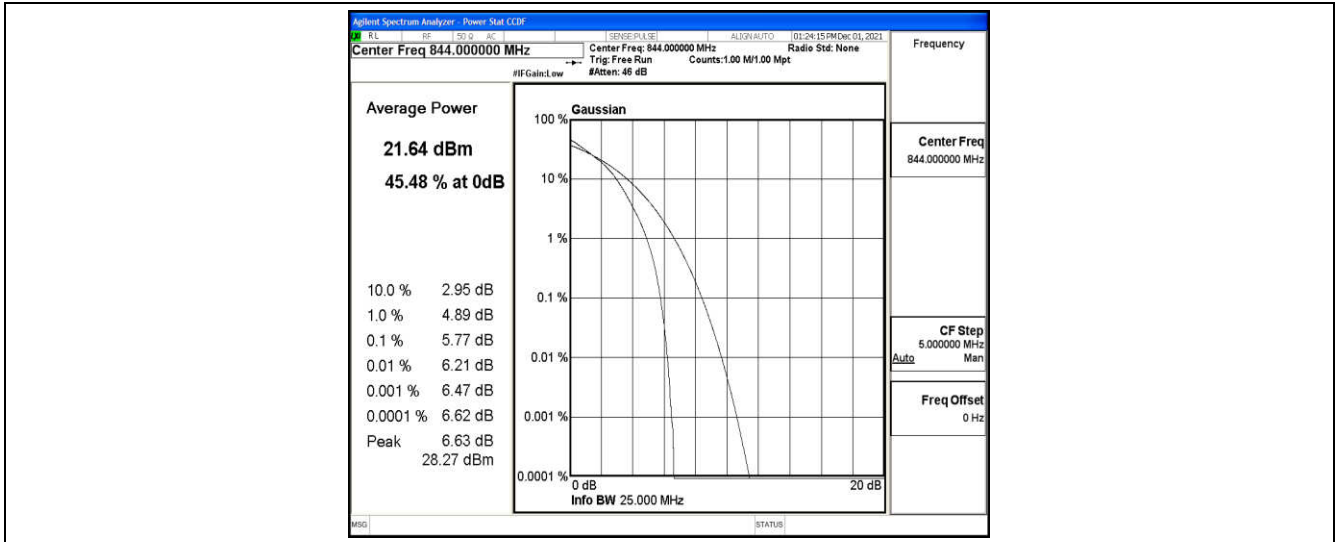 Agilent Spectrum Analyzer - Power Stat CCDF
RL RF 50 Ω AC SENSE:PULSE ALIGN AUTO 01:24:15 PM Dec 01, 2021
Center Freq 844.000000 MHz
Center Freq: 844.000000 MHz Radio Std: None
Trig: Free Run Counts:1.00 M/1.00 Mpt
#IFGain:Low #Atten: 46 dB
Frequency
Average Power
21.64 dBm
45.48 % at 0dB
10.0 % 2.95 dB
1.0 % 4.89 dB
0.1 % 5.77 dB
0.01 % 6.21 dB
0.001 % 6.47 dB
0.0001 % 6.62 dB
Peak 6.63 dB
28.27 dBm
Gaussian
100 %
10 %
1 %
0.1 %
0.01 %
0.001 %
0.0001 %
0 dB 20 dB
Info BW 25.000 MHz
Center Freq
844.000000 MHz
CF Step
5.000000 MHz
Auto Man
Freq Offset
0 Hz
MSG STATUS